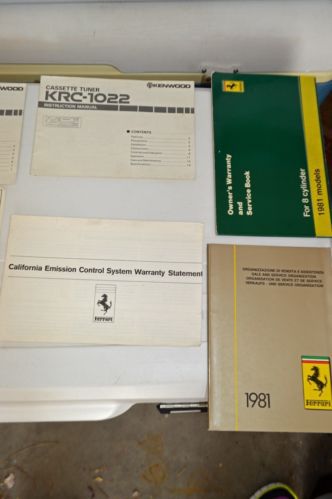 KENWOOD
CASSETTE TUNER
KRC-1022
INSTRUCTION MANUAL
KENWOOD
CONTENTS
Owner's Warranty
and
Service Book
For 8 cylinder
1981 models
California Emission Control System Warranty Statement
Ferrari
ORGANIZZAZIONE DI VENDITA E ASSISTENZA
SALE AND SERVICE ORGANIZATION
ORGANISATION DE VENTE ET DE SERVICE
VERKAUFS - UND SERVICE ORGANISATION
1981
Ferrari